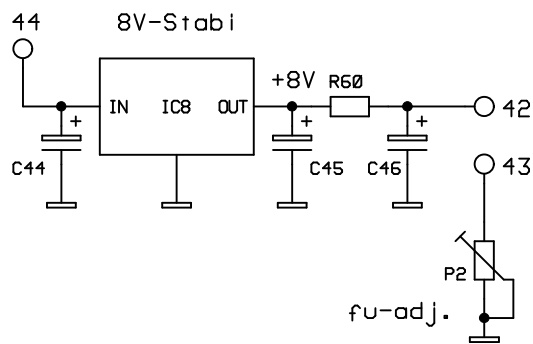 44 8V-Stabi
+8V R60
IN IC8 OUT
42
+ + +
C44 C45 C46 43
P2
fu-adj.